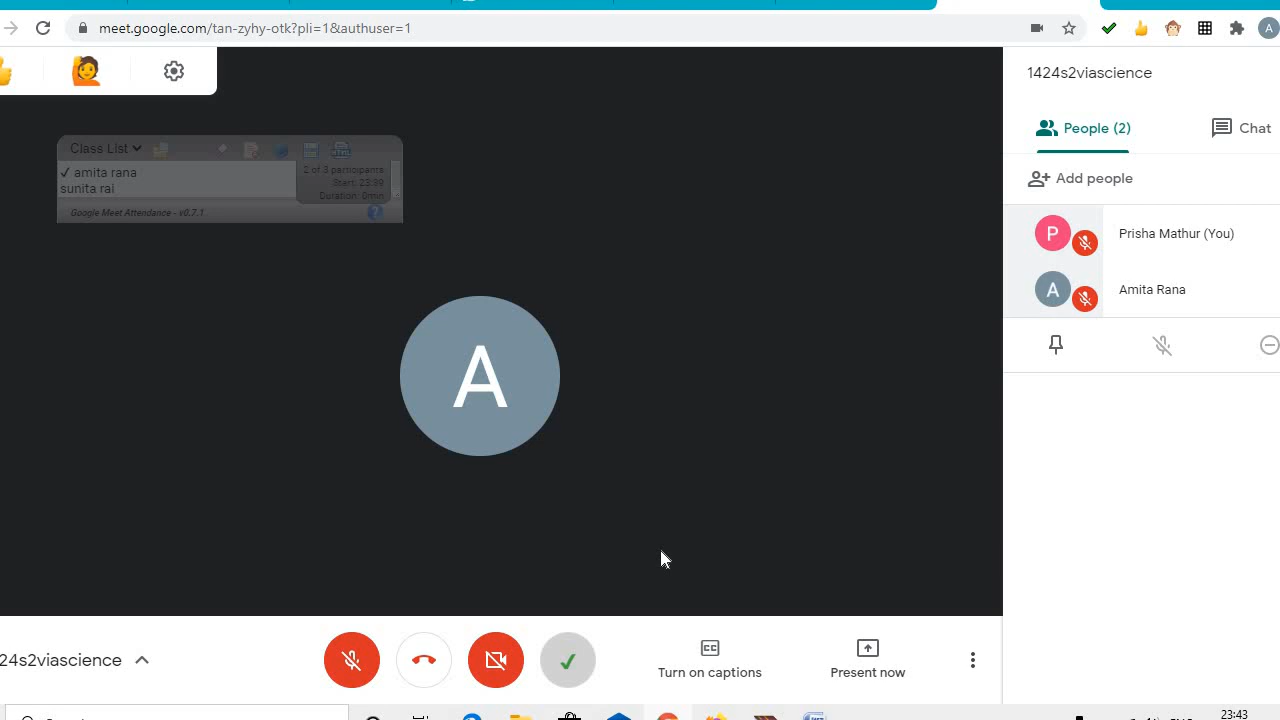 meet.google.com/tan-zyhy-otk?pli=1&authuser=1
A
1424s2viascience
People (2)
Chat
Add people
Class List
✓ amita rana
sunita rai
2 of 3 participants
Start: 23:39
Duration: 0min
Google Meet Attendance - v0.7.1
?
P
Prisha Mathur (You)
A
Amita Rana
A
24s2viascience
CC
Turn on captions
Present now
23:43